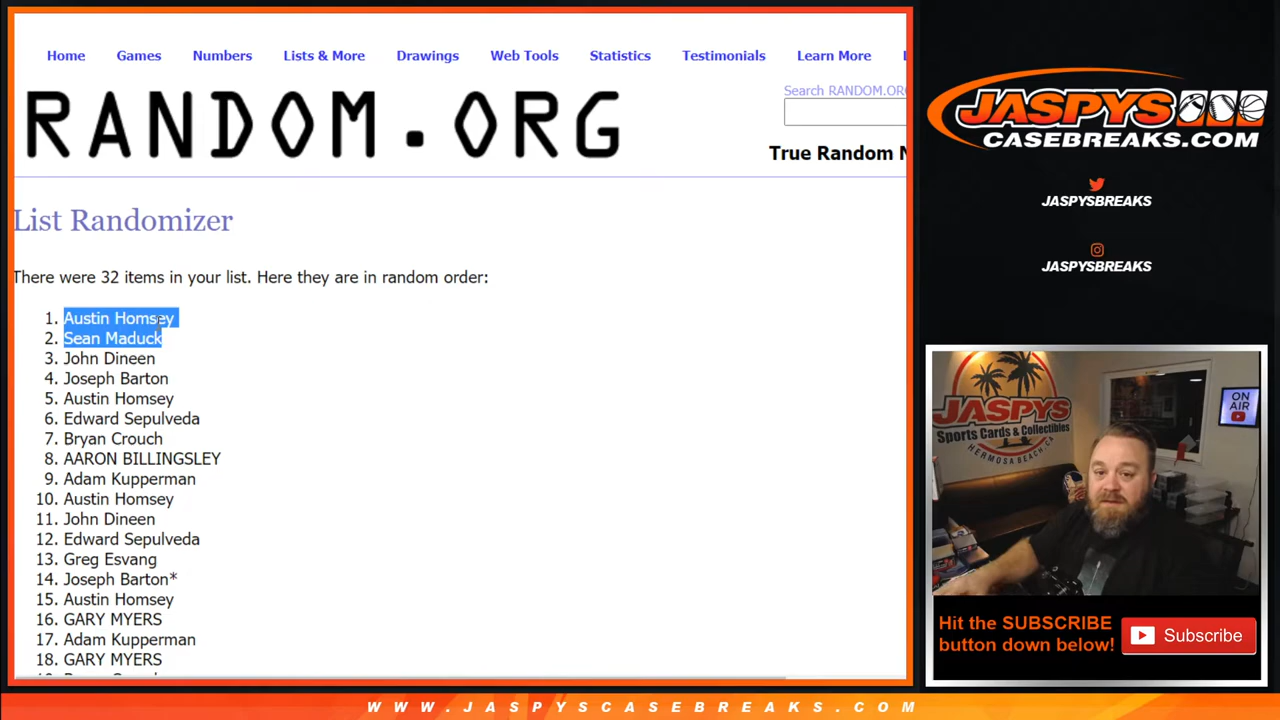 Home Games Numbers Lists & More Drawings Web Tools Statistics Testimonials Learn More
RANDOM.ORG
Search RANDOM.ORG
True Random N
List Randomizer
There were 32 items in your list. Here they are in random order:
1. Austin Homsey
2. Sean Maduck
3. John Dineen
4. Joseph Barton
5. Austin Homsey
6. Edward Sepulveda
7. Bryan Crouch
8. AARON BILLINGSLEY
9. Adam Kupperman
10. Austin Homsey
11. John Dineen
12. Edward Sepulveda
13. Greg Esvang
14. Joseph Barton*
15. Austin Homsey
16. GARY MYERS
17. Adam Kupperman
18. GARY MYERS
JASPYS
CASEBREAKS.COM
JASPYSBREAKS
JASPYSBREAKS
JASPYS
Sports Cards & Collectibles
HERMOSA BEACH, CA
ON
AIR
Hit the SUBSCRIBE
button down below!
Subscribe
WWW.JASPYSCASEBREAKS.COM